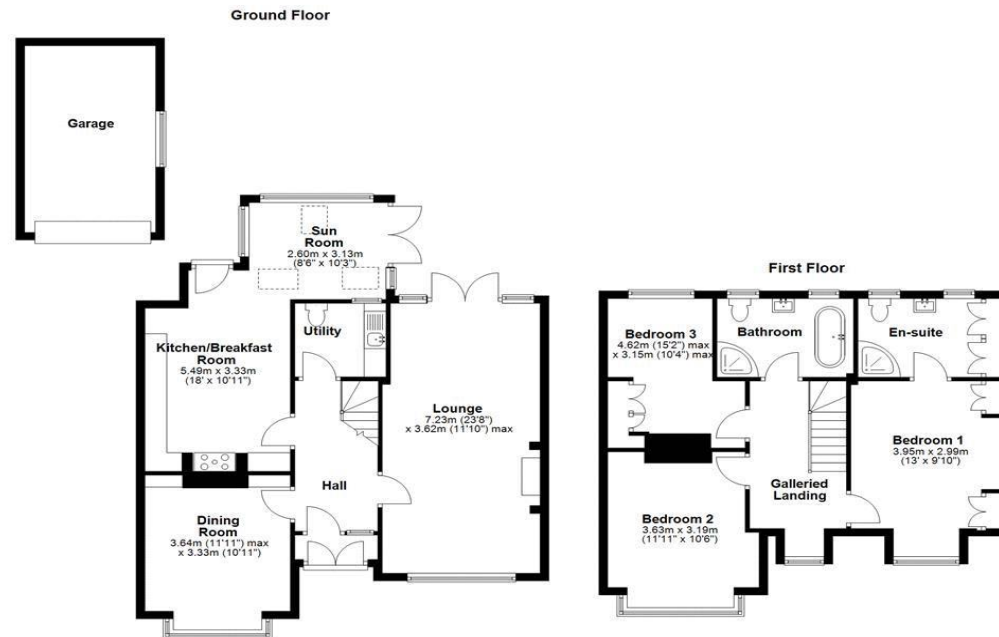 Ground Floor
Garage
Sun
Room
2.60m x 3.13m
(8'6" x 10'3")
Utility
Kitchen/Breakfast
Room
5.49m x 3.33m
(18' x 10'11")
Lounge
7.23m (23'8")
x 3.62m (11'10") max
Hall
Dining
Room
3.64m (11'11") max
x 3.33m (10'11")
First Floor
Bedroom 3
4.62m (15'2") max
x 3.15m (10'4") max
Bathroom
En-suite
Bedroom 1
3.95m x 2.99m
(13' x 9'10")
Galleried
Landing
Bedroom 2
3.63m x 3.19m
(11'11" x 10'6")